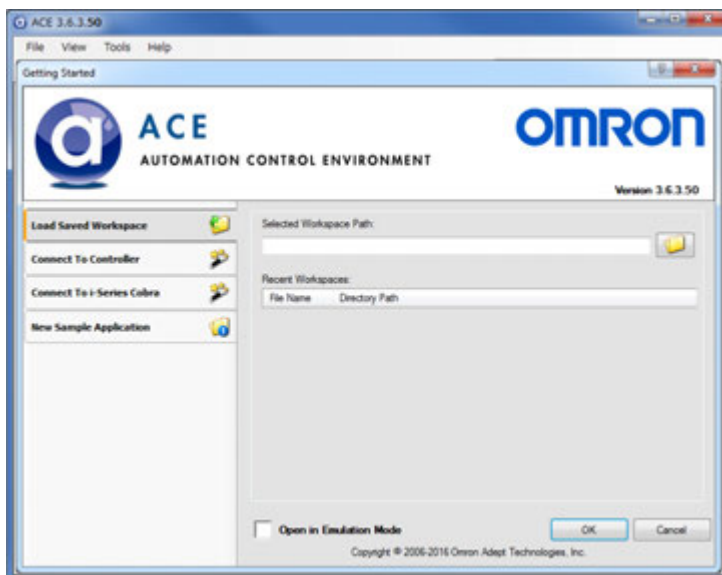 ACE 3.6.3.50
File View Tools Help
Getting Started
a
ACE
AUTOMATION CONTROL ENVIRONMENT
OMRON
Version 3.6.3.50
Load Saved Workspace
Connect To Controller
Connect To i-Series Cobra
New Sample Application
Selected Workspace Path:
Recent Workspaces:
File Name Directory Path
Open in Emulation Mode
OK Cancel
Copyright © 2006-2016 Omron Adept Technologies, Inc.